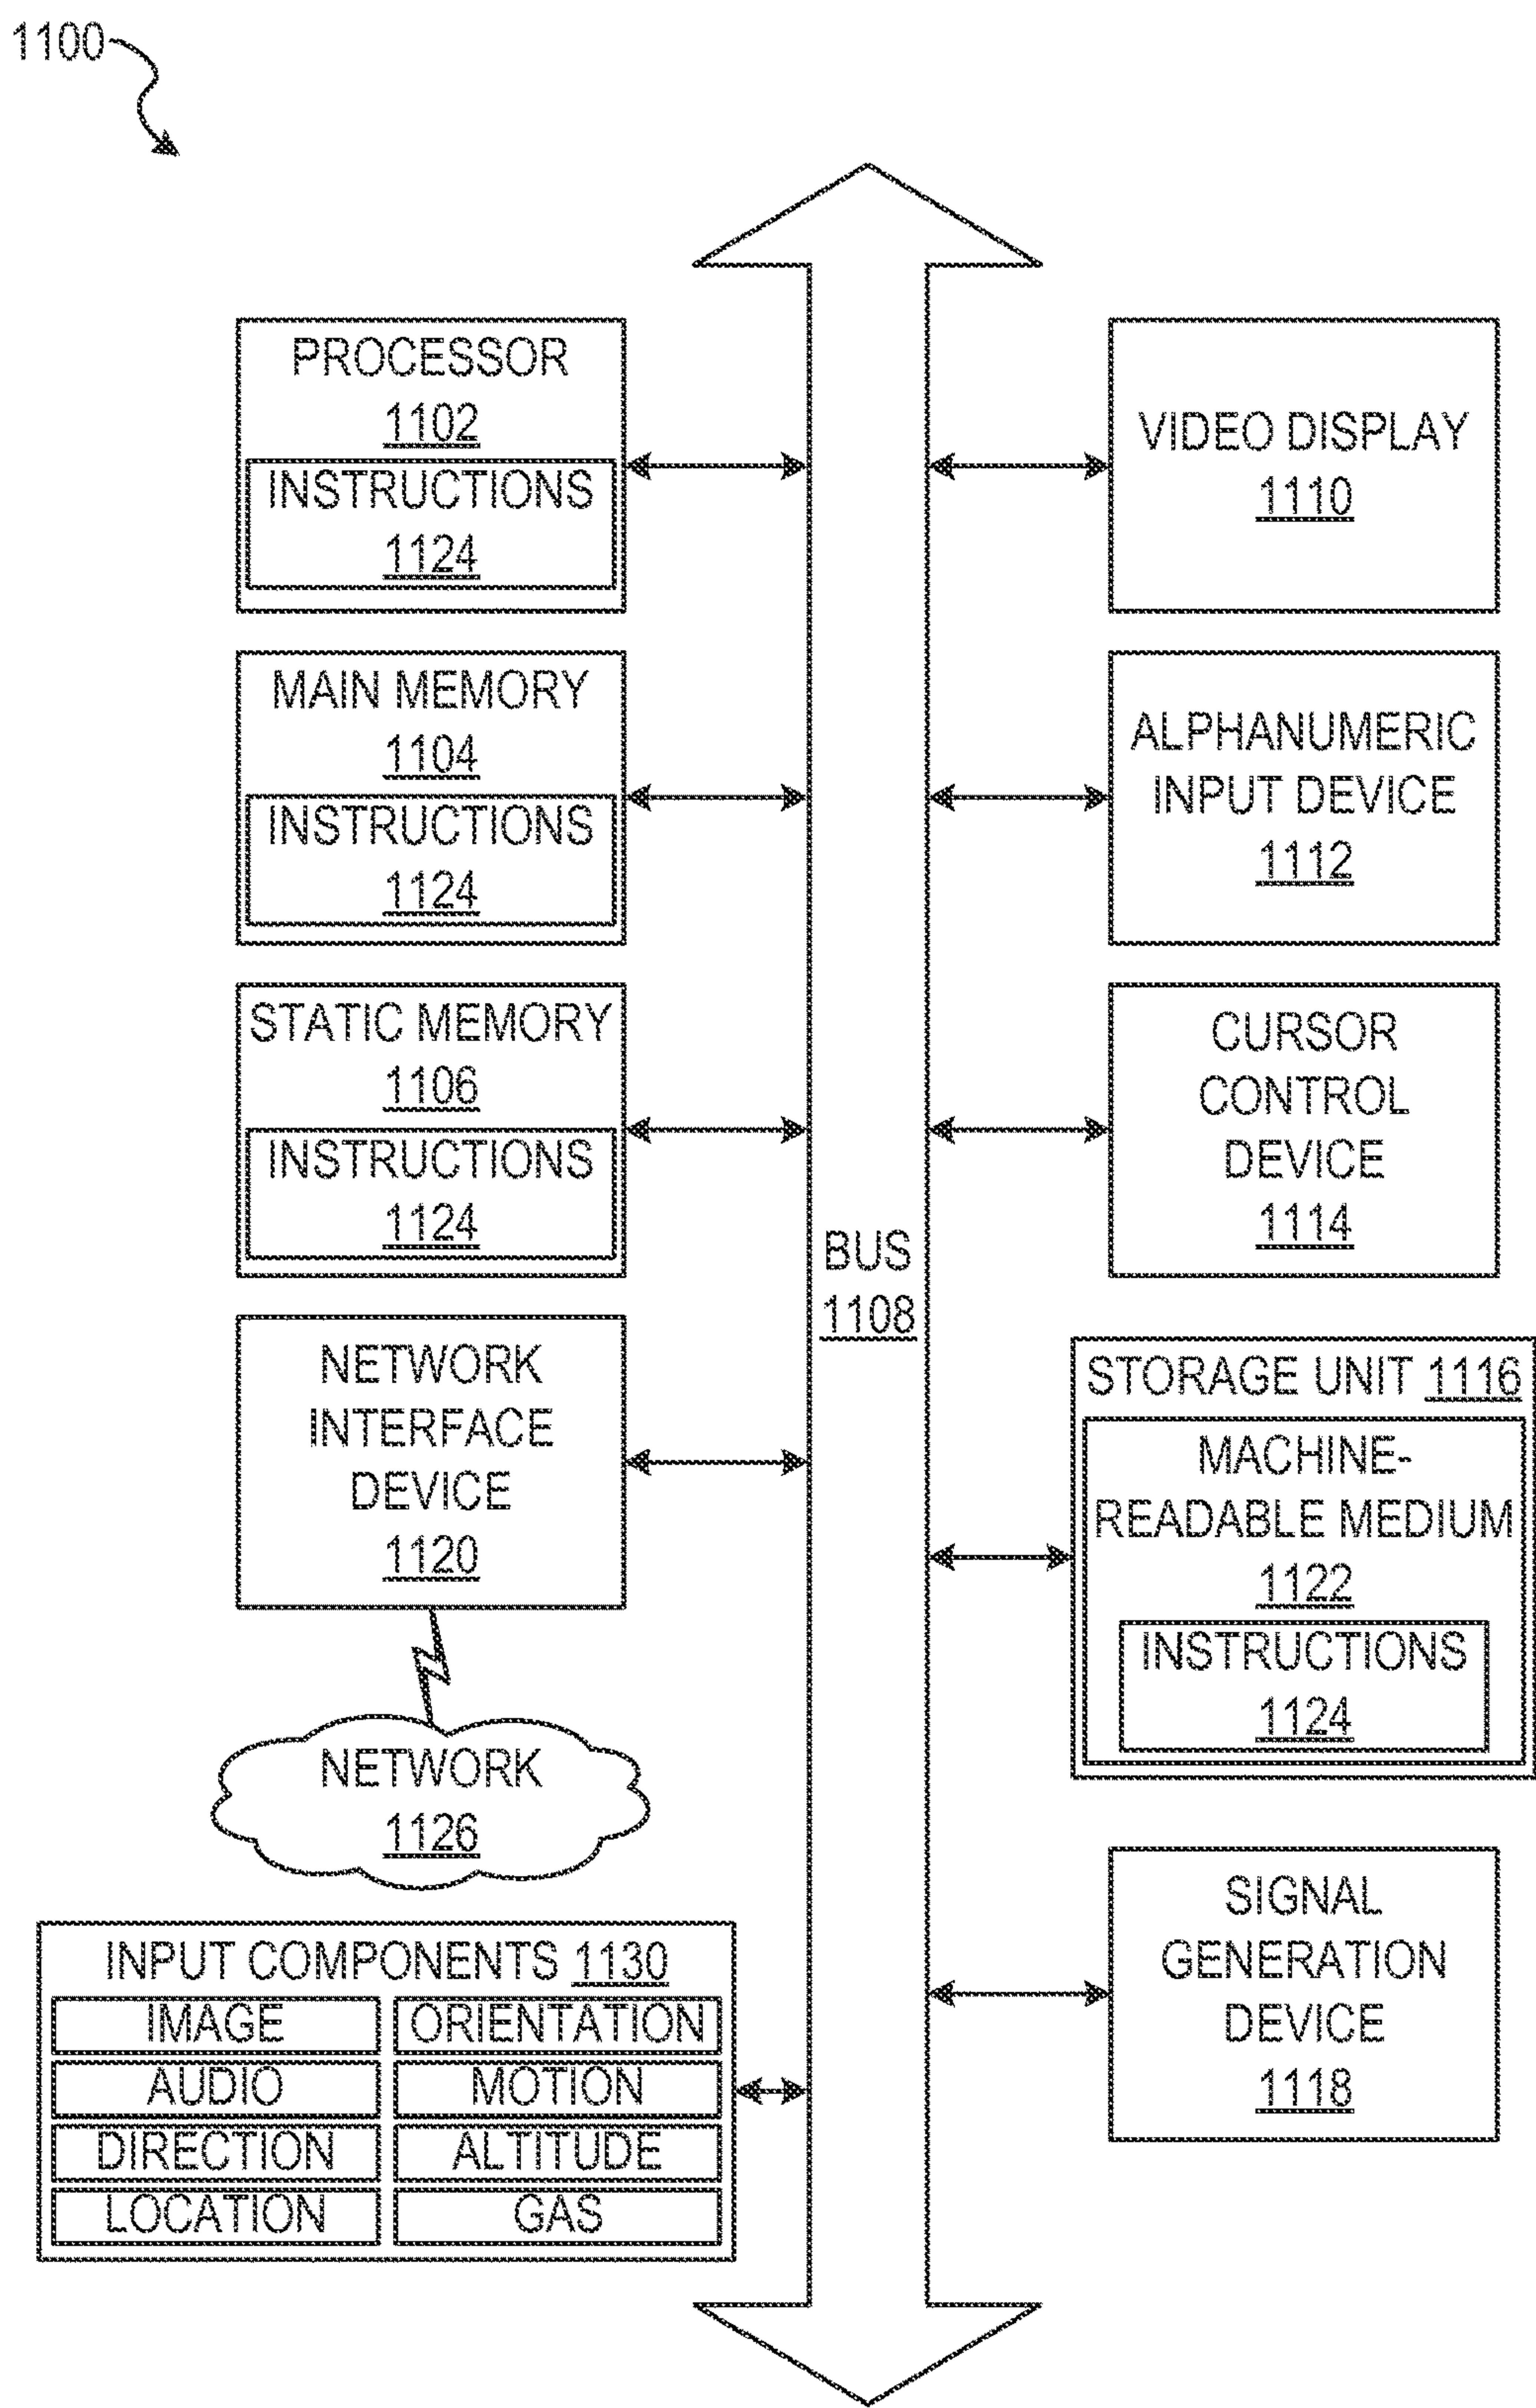 1100
PROCESSOR
1102
INSTRUCTIONS
1124
MAIN MEMORY
1104
INSTRUCTIONS
1124
STATIC MEMORY
1106
INSTRUCTIONS
1124
NETWORK
INTERFACE
DEVICE
1120
NETWORK
1126
INPUT COMPONENTS 1130
IMAGE
ORIENTATION
AUDIO
MOTION
DIRECTION
ALTITUDE
LOCATION
GAS
BUS
1108
VIDEO DISPLAY
1110
ALPHANUMERIC
INPUT DEVICE
1112
CURSOR
CONTROL
DEVICE
1114
STORAGE UNIT 1116
MACHINE-
READABLE MEDIUM
1122
INSTRUCTIONS
1124
SIGNAL
GENERATION
DEVICE
1118